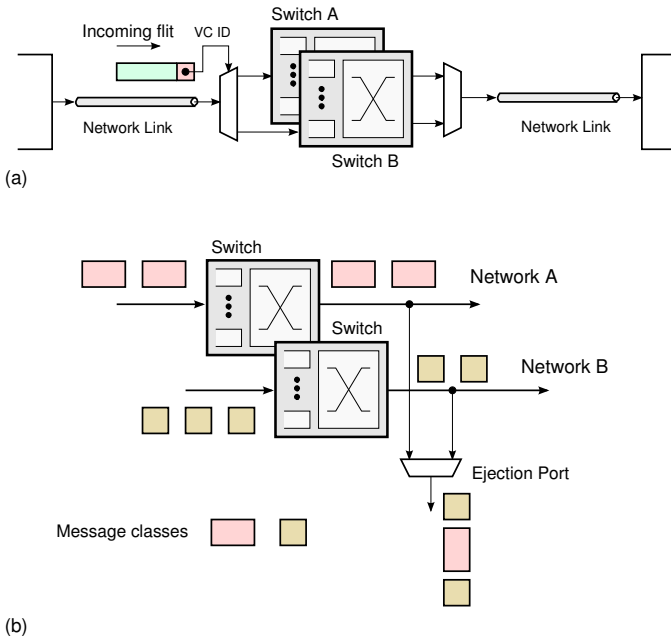 Switch A
Incoming flit
VC ID
Network Link
Network Link
Switch B
(a)
Switch
Network A
Switch
Network B
Ejection Port
Message classes
(b)